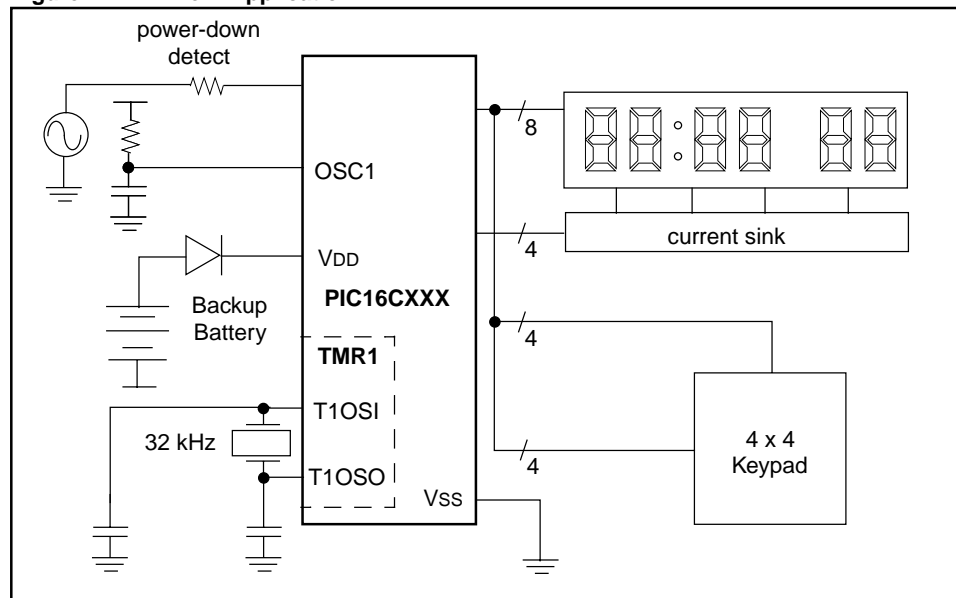 power-down
detect
OSC1
VDD
PIC16CXXX
Backup
Battery
TMR1
T1OSI
32 kHz
T1OSO
VSS
8
current sink
4
4
4
4 x 4
Keypad